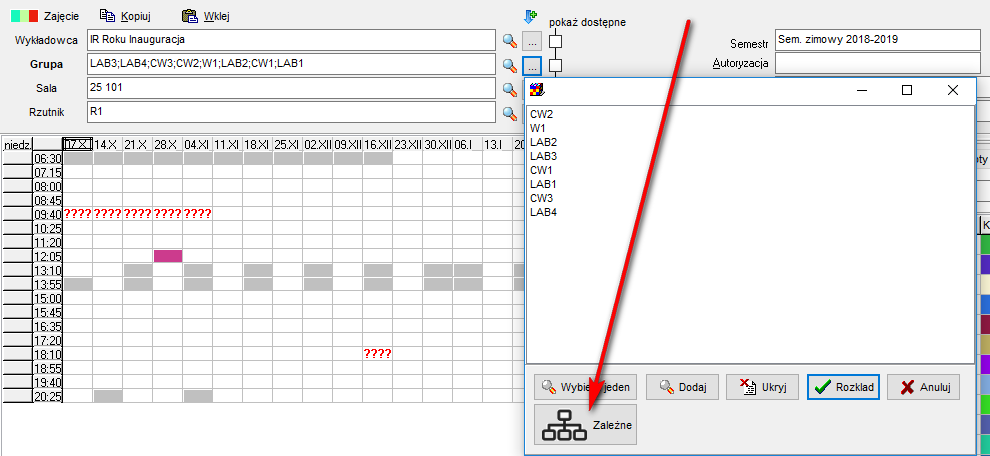 Zajęcie Kopiuj Wklej
pokaż dostępne
Wykładowca IR Roku Inauguracja ...
Grupa LAB3;LAB4;CW3;CW2;W1;LAB2;CW1;LAB1 ...
Sala 25 101
Rzutnik R1
Semestr Sem. zimowy 2018-2019
Autoryzacja
niedz. 07.X 14.X 21.X 28.X 04.XI 11.XI 18.XI 25.XI 02.XII 09.XII 16.XII 23.XII 30.XII 06.I 13.I 20
06:30
07:15
08:00
08:45
09:40 ???? ???? ???? ???? ????
10:25
11:20
12:05
13:10
13:55
15:00
15:45
16:35
17:20
18:10 ????
18:55
19:40
20:25
CW2
W1
LAB2
LAB3
CW1
LAB1
CW3
LAB4
Wybierz jeden Dodaj Ukryj Rozkład Anuluj
Zależne
oty
K